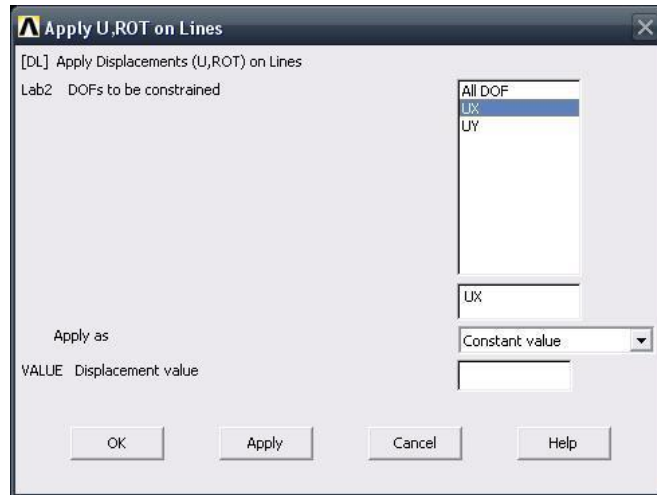 Apply U,ROT on Lines
[DL] Apply Displacements (U,ROT) on Lines
Lab2 DOFs to be constrained
All DOF
UX
UY
UX
Apply as
Constant value
VALUE Displacement value
OK Apply Cancel Help